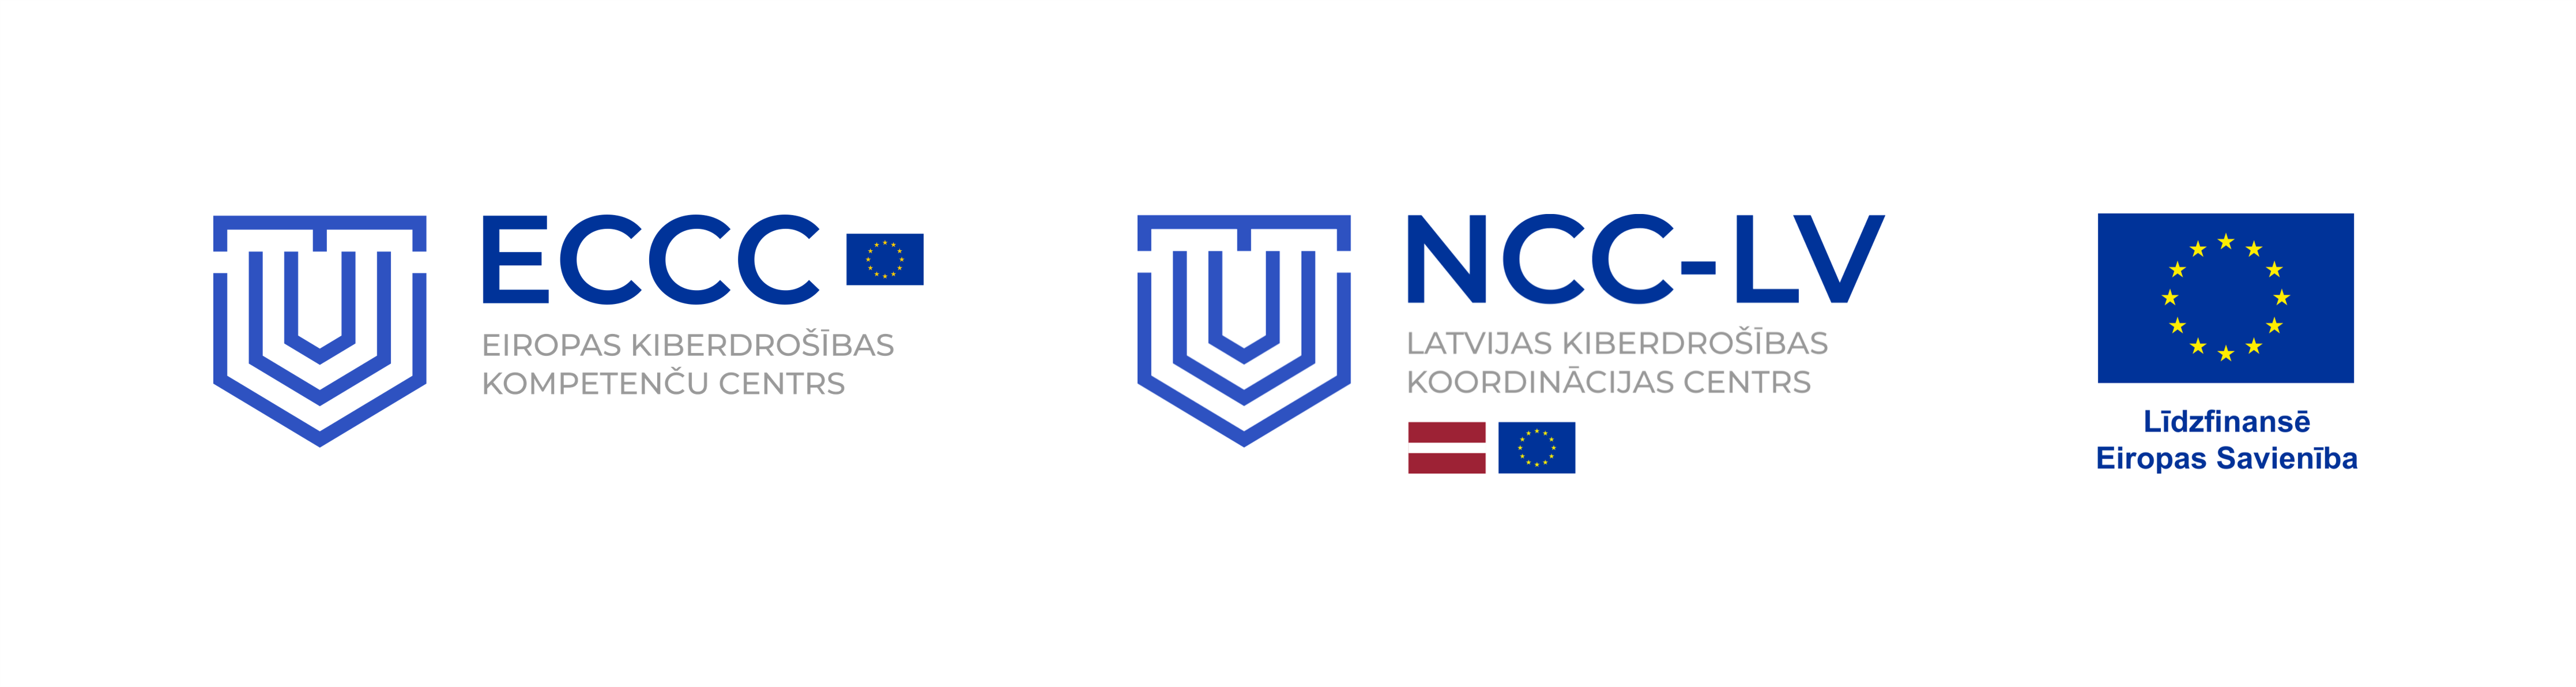 ECCC
EIROPAS KIBERDROŠĪBAS
KOMPETENČU CENTRS
NCC-LV
LATVIJAS KIBERDROŠĪBAS
KOORDINĀCIJAS CENTRS
Līdzfinansē
Eiropas Savienība